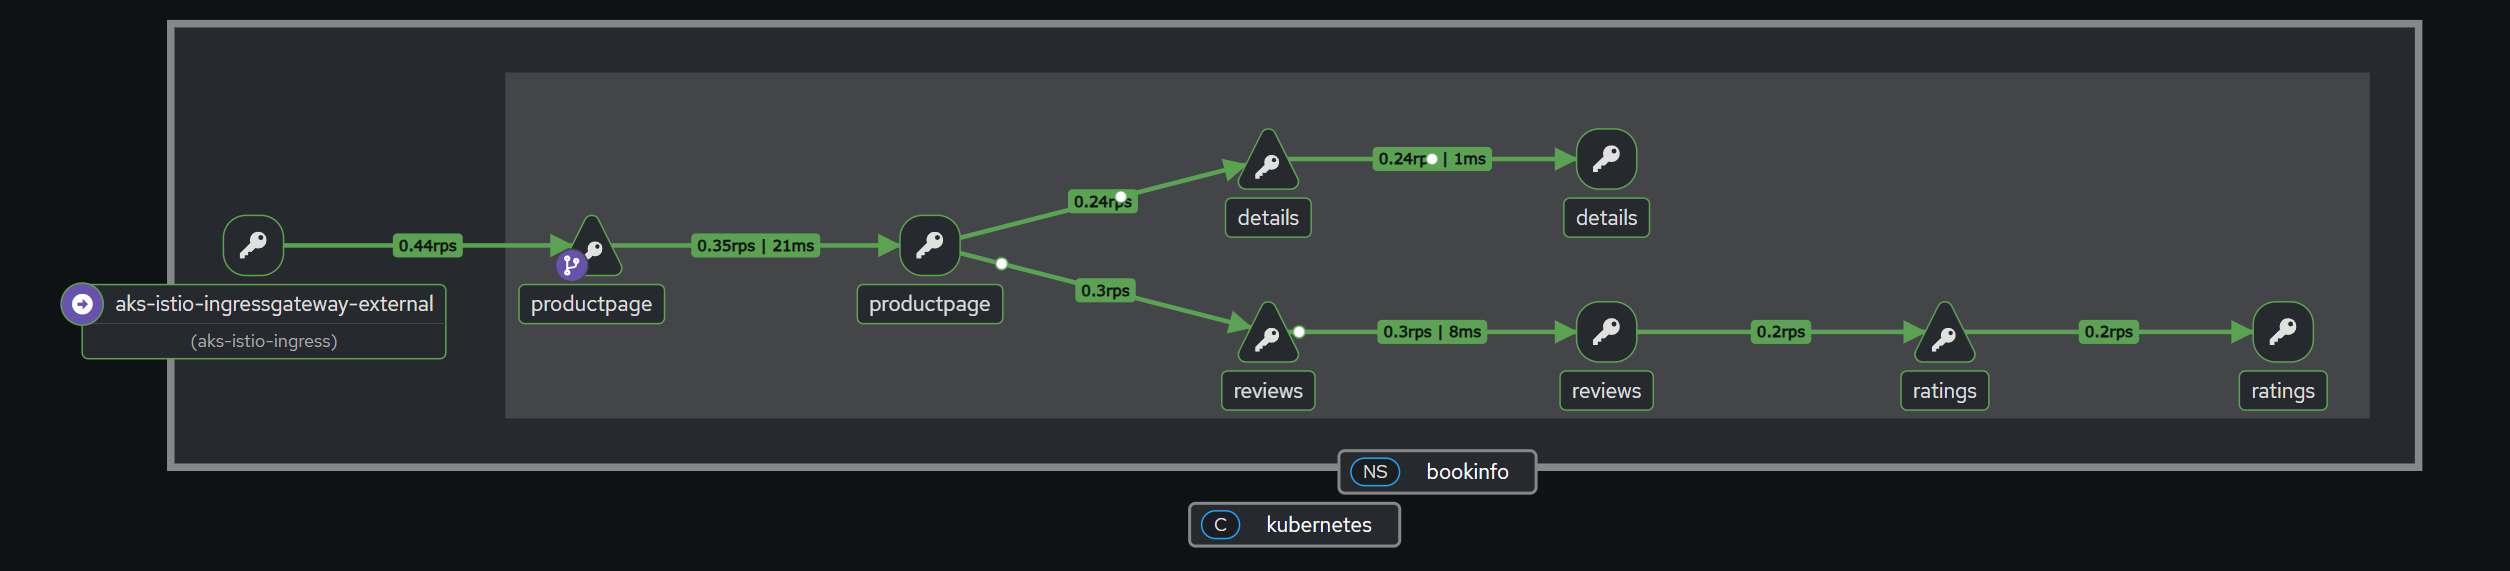 0.24rps
0.24rps | 1ms
details
details
0.44rps
0.35rps | 21ms
aks-istio-ingressgateway-external
(aks-istio-ingress)
productpage
productpage
0.3rps
0.3rps | 8ms
0.2rps
0.2rps
reviews
reviews
ratings
ratings
NS bookinfo
C kubernetes